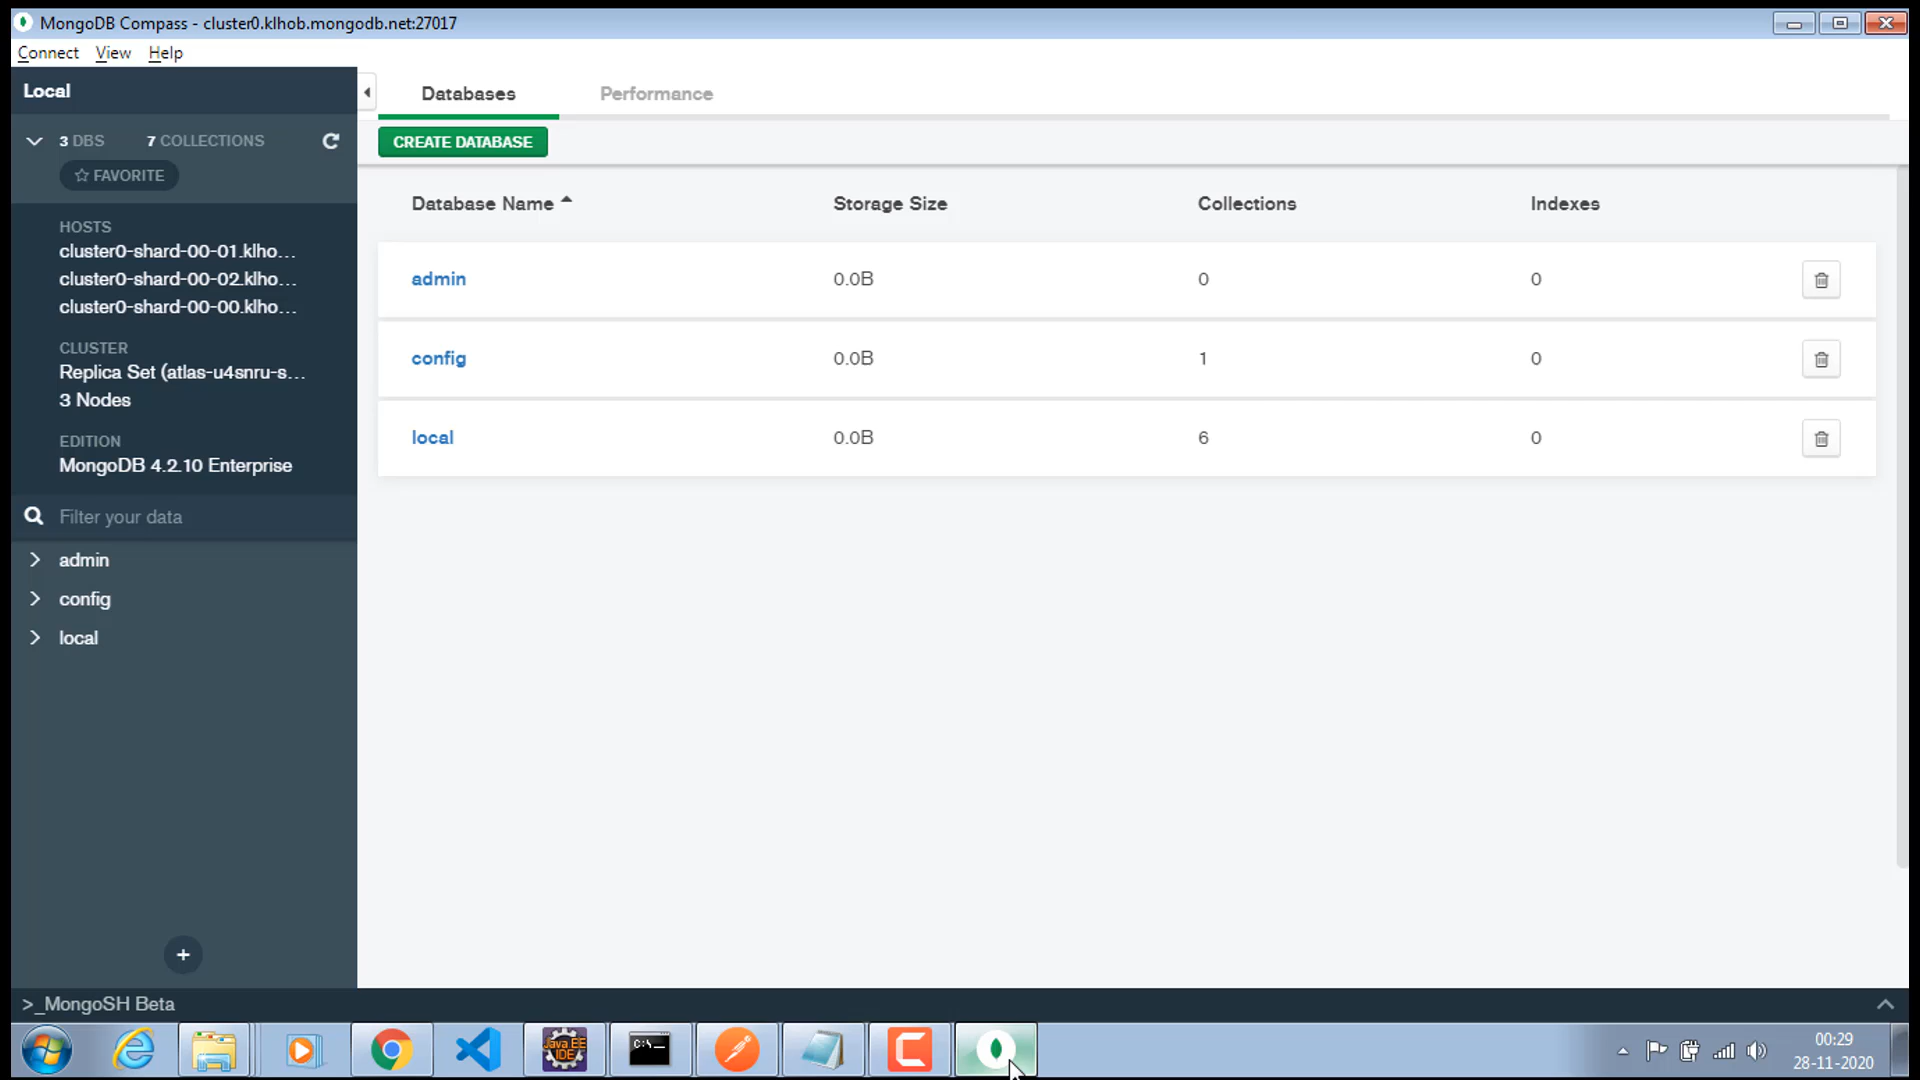 MongoDB Compass - cluster0.klhob.mongodb.net:27017
Connect View Help
Local
Databases Performance
3 DBS 7 COLLECTIONS
FAVORITE
CREATE DATABASE
HOSTS
cluster0-shard-00-01.klho...
cluster0-shard-00-02.klho...
cluster0-shard-00-00.klho...
CLUSTER
Replica Set (atlas-u4snru-s...
3 Nodes
EDITION
MongoDB 4.2.10 Enterprise
Filter your data
admin
config
local
Database Name Storage Size Collections Indexes
admin 0.0B 0 0
config 0.0B 1 0
local 0.0B 6 0
+
>_MongoSH Beta
Java EE
IDE
C:\
00:29
28-11-2020